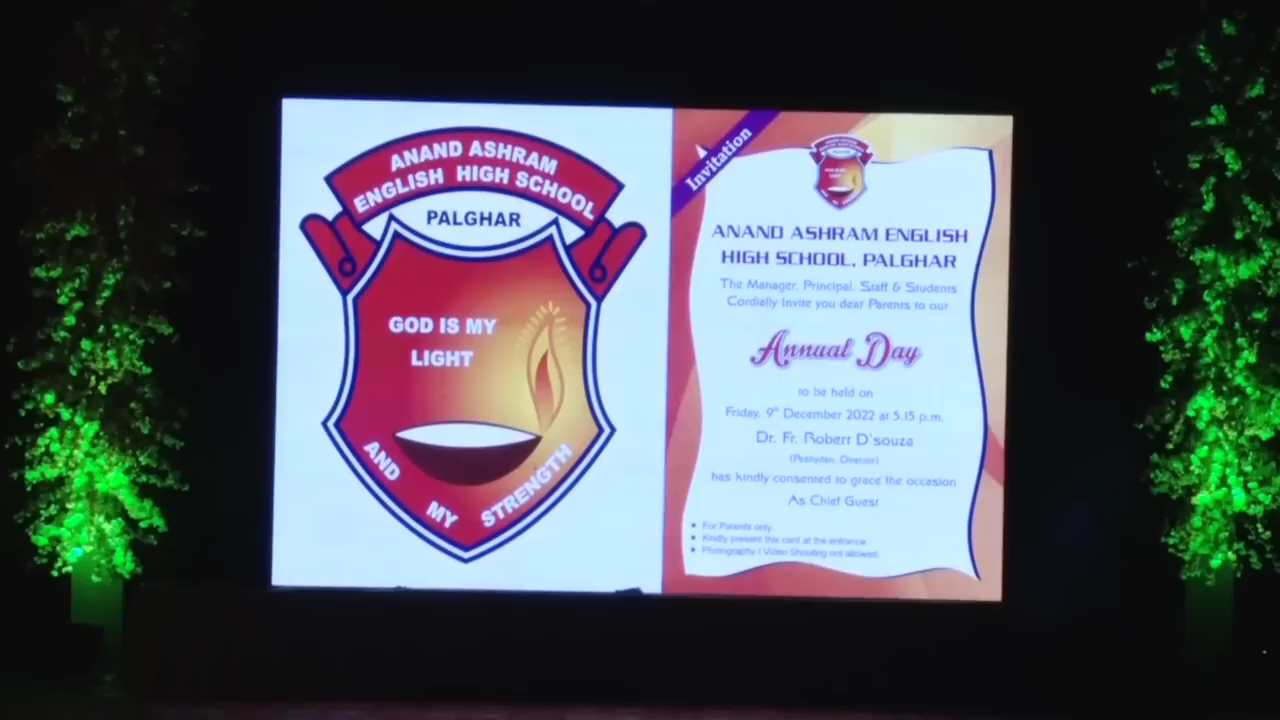 ANAND ASHRAM
ENGLISH HIGH SCHOOL
PALGHAR
GOD IS MY
LIGHT
AND MY STRENGTH
Invitation
ANAND ASHRAM ENGLISH
HIGH SCHOOL, PALGHAR
The Manager, Principal, Staff & Students
Cordially Invite you dear Parents to our
Annual Day
to be held on
Friday, 9th December 2022 at 5.15 p.m.
Dr. Fr. Robert D'souza
Director)
has kindly consented to grace the occasion
As Chief Guest
• For Parents only.
• Kindly present this card at the entrance.
• Photography / Video Shooting not allowed.